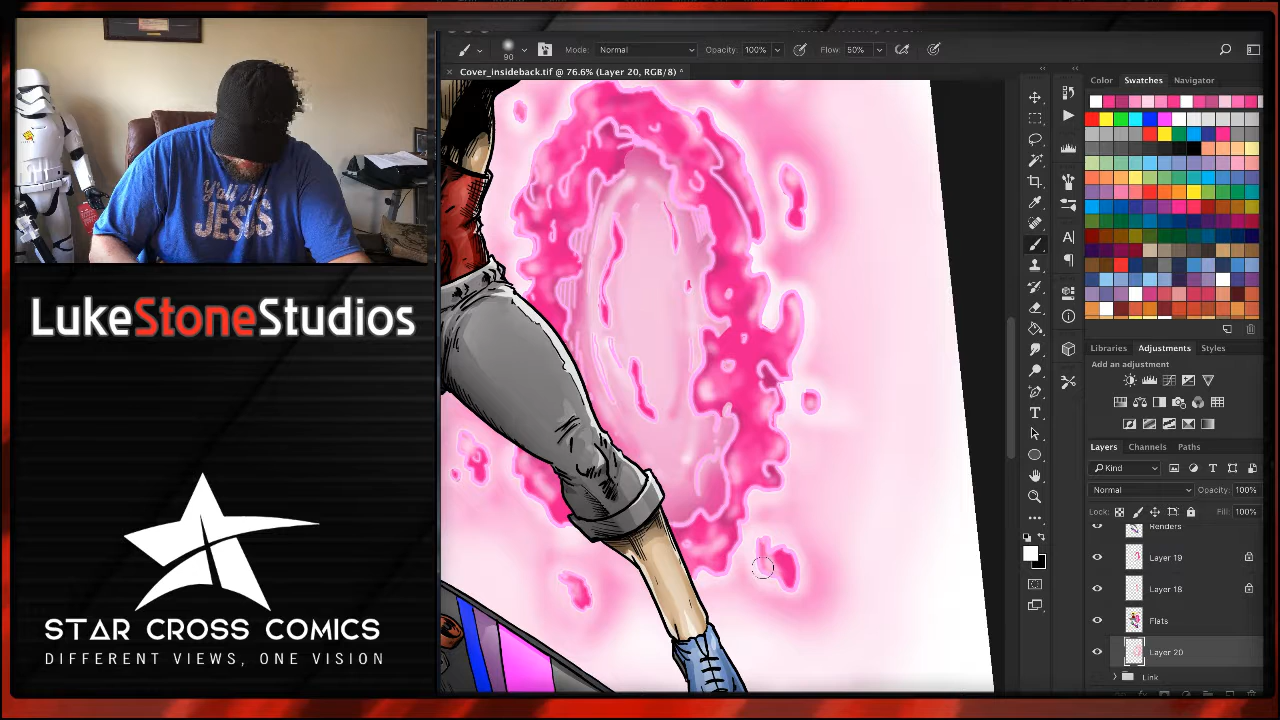 Mode: Normal Opacity: 100% Flow: 50%
90
× Cover_insideback.tif @ 76.6% (Layer 20, RGB/8) *
Color Swatches Navigator
JESUS
LukeStoneStudios
Libraries Adjustments Styles
Add an adjustment
Layers Channels Paths
Kind
Normal Opacity: 100%
Lock: Fill: 100%
Renders
Layer 19
Layer 18
Flats
Layer 20
Link
STAR CROSS COMICS
DIFFERENT VIEWS, ONE VISION